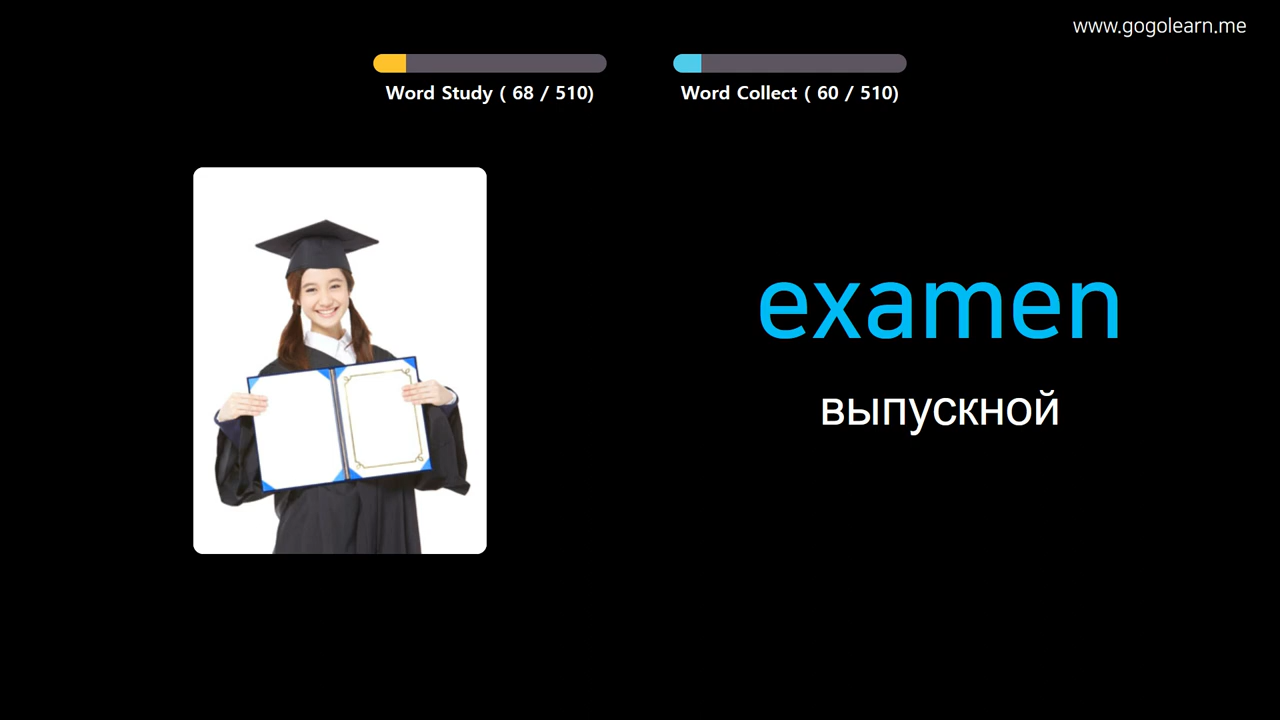 www.gogolearn.me
Word Study ( 68 / 510)
Word Collect ( 60 / 510)
examen
выпускной